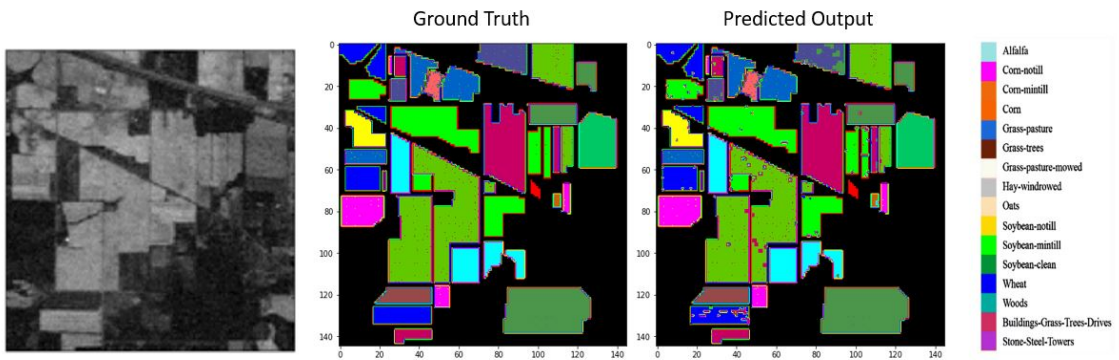 Ground Truth
Predicted Output
0
20
40
60
80
100
120
140
0 20 40 60 80 100 120 140
0
20
40
60
80
100
120
140
0 20 40 60 80 100 120 140
Alfalfa
Corn-notill
Corn-mintill
Corn
Grass-pasture
Grass-trees
Grass-pasture-mowed
Hay-windrowed
Oats
Soybean-notill
Soybean-mintill
Soybean-clean
Wheat
Woods
Buildings-Grass-Trees-Drives
Stone-Steel-Towers